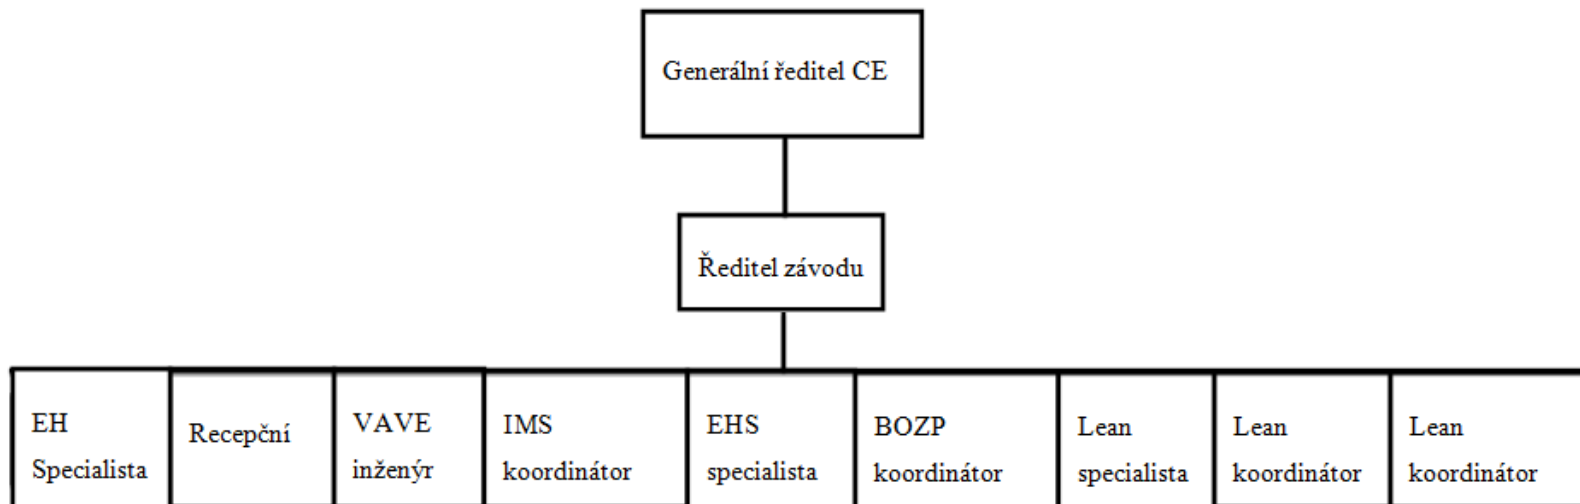 Generální ředitel CE
Ředitel závodu
EH
Specialista
Recepční
VAVE
inženýr
IMS
koordinátor
EHS
specialista
BOZP
koordinátor
Lean
specialista
Lean
koordinátor
Lean
koordinátor